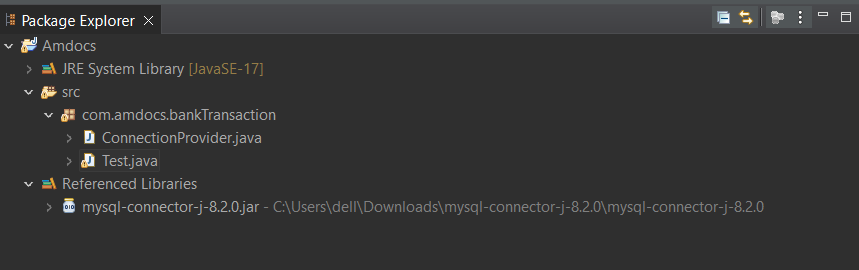 Package Explorer
Amdocs
JRE System Library [JavaSE-17]
src
com.amdocs.bankTransaction
ConnectionProvider.java
Test.java
Referenced Libraries
mysql-connector-j-8.2.0.jar - C:\Users\dell\Downloads\mysql-connector-j-8.2.0\mysql-connector-j-8.2.0